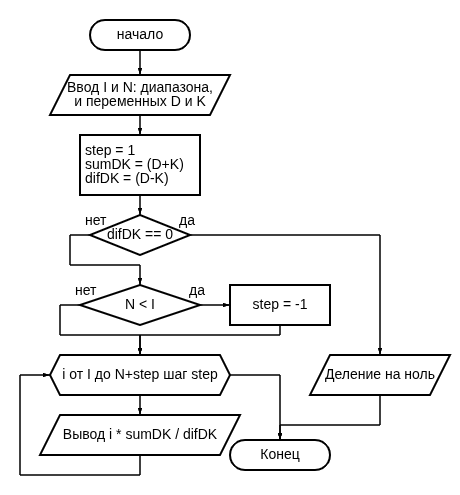 начало
Ввод I и N: диапазона,
и переменных D и K
step = 1
sumDK = (D+K)
difDK = (D-K)
нет
да
difDK == 0
нет
да
N < I
step = -1
i от I до N+step шаг step
Деление на ноль
Вывод i * sumDK / difDK
Конец